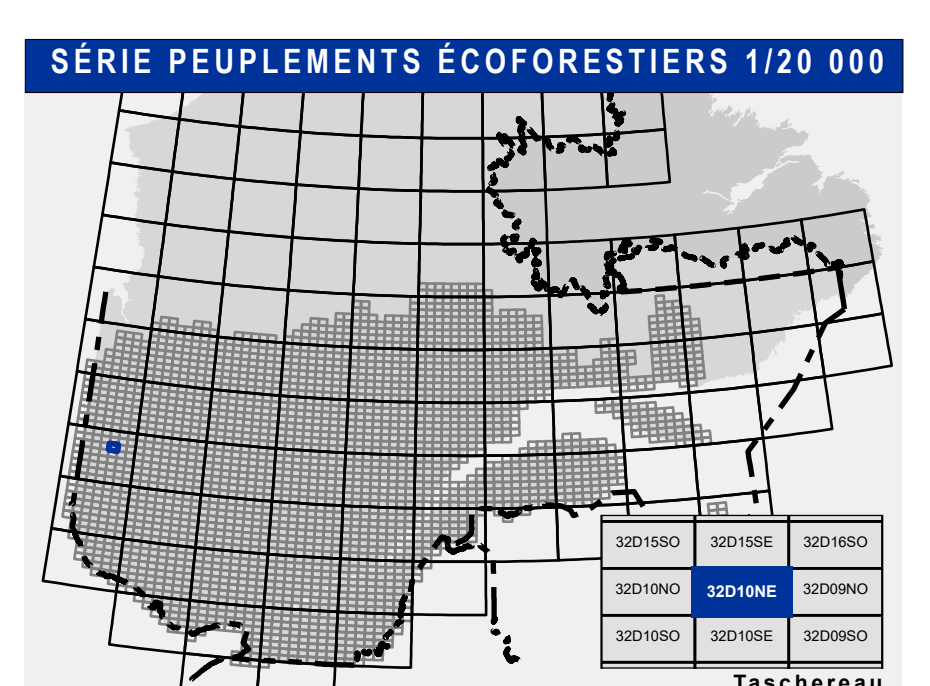 SÉRIE PEUPLEMENTS ÉCOFORESTIERS 1/20 000
32D15SO 32D15SE 32D16SO
32D10NO 32D10NE 32D09NO
32D10SO 32D10SE 32D09SO
Taschereau